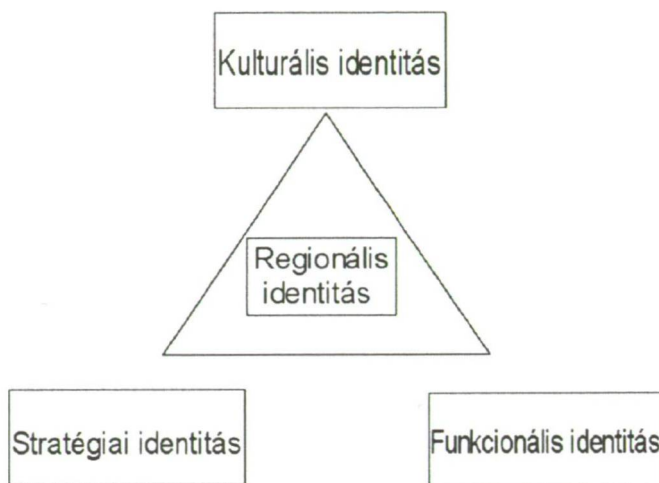 Kulturális identitás
Regionális
identitás
Stratégiai identitás
Funkcionális identitás